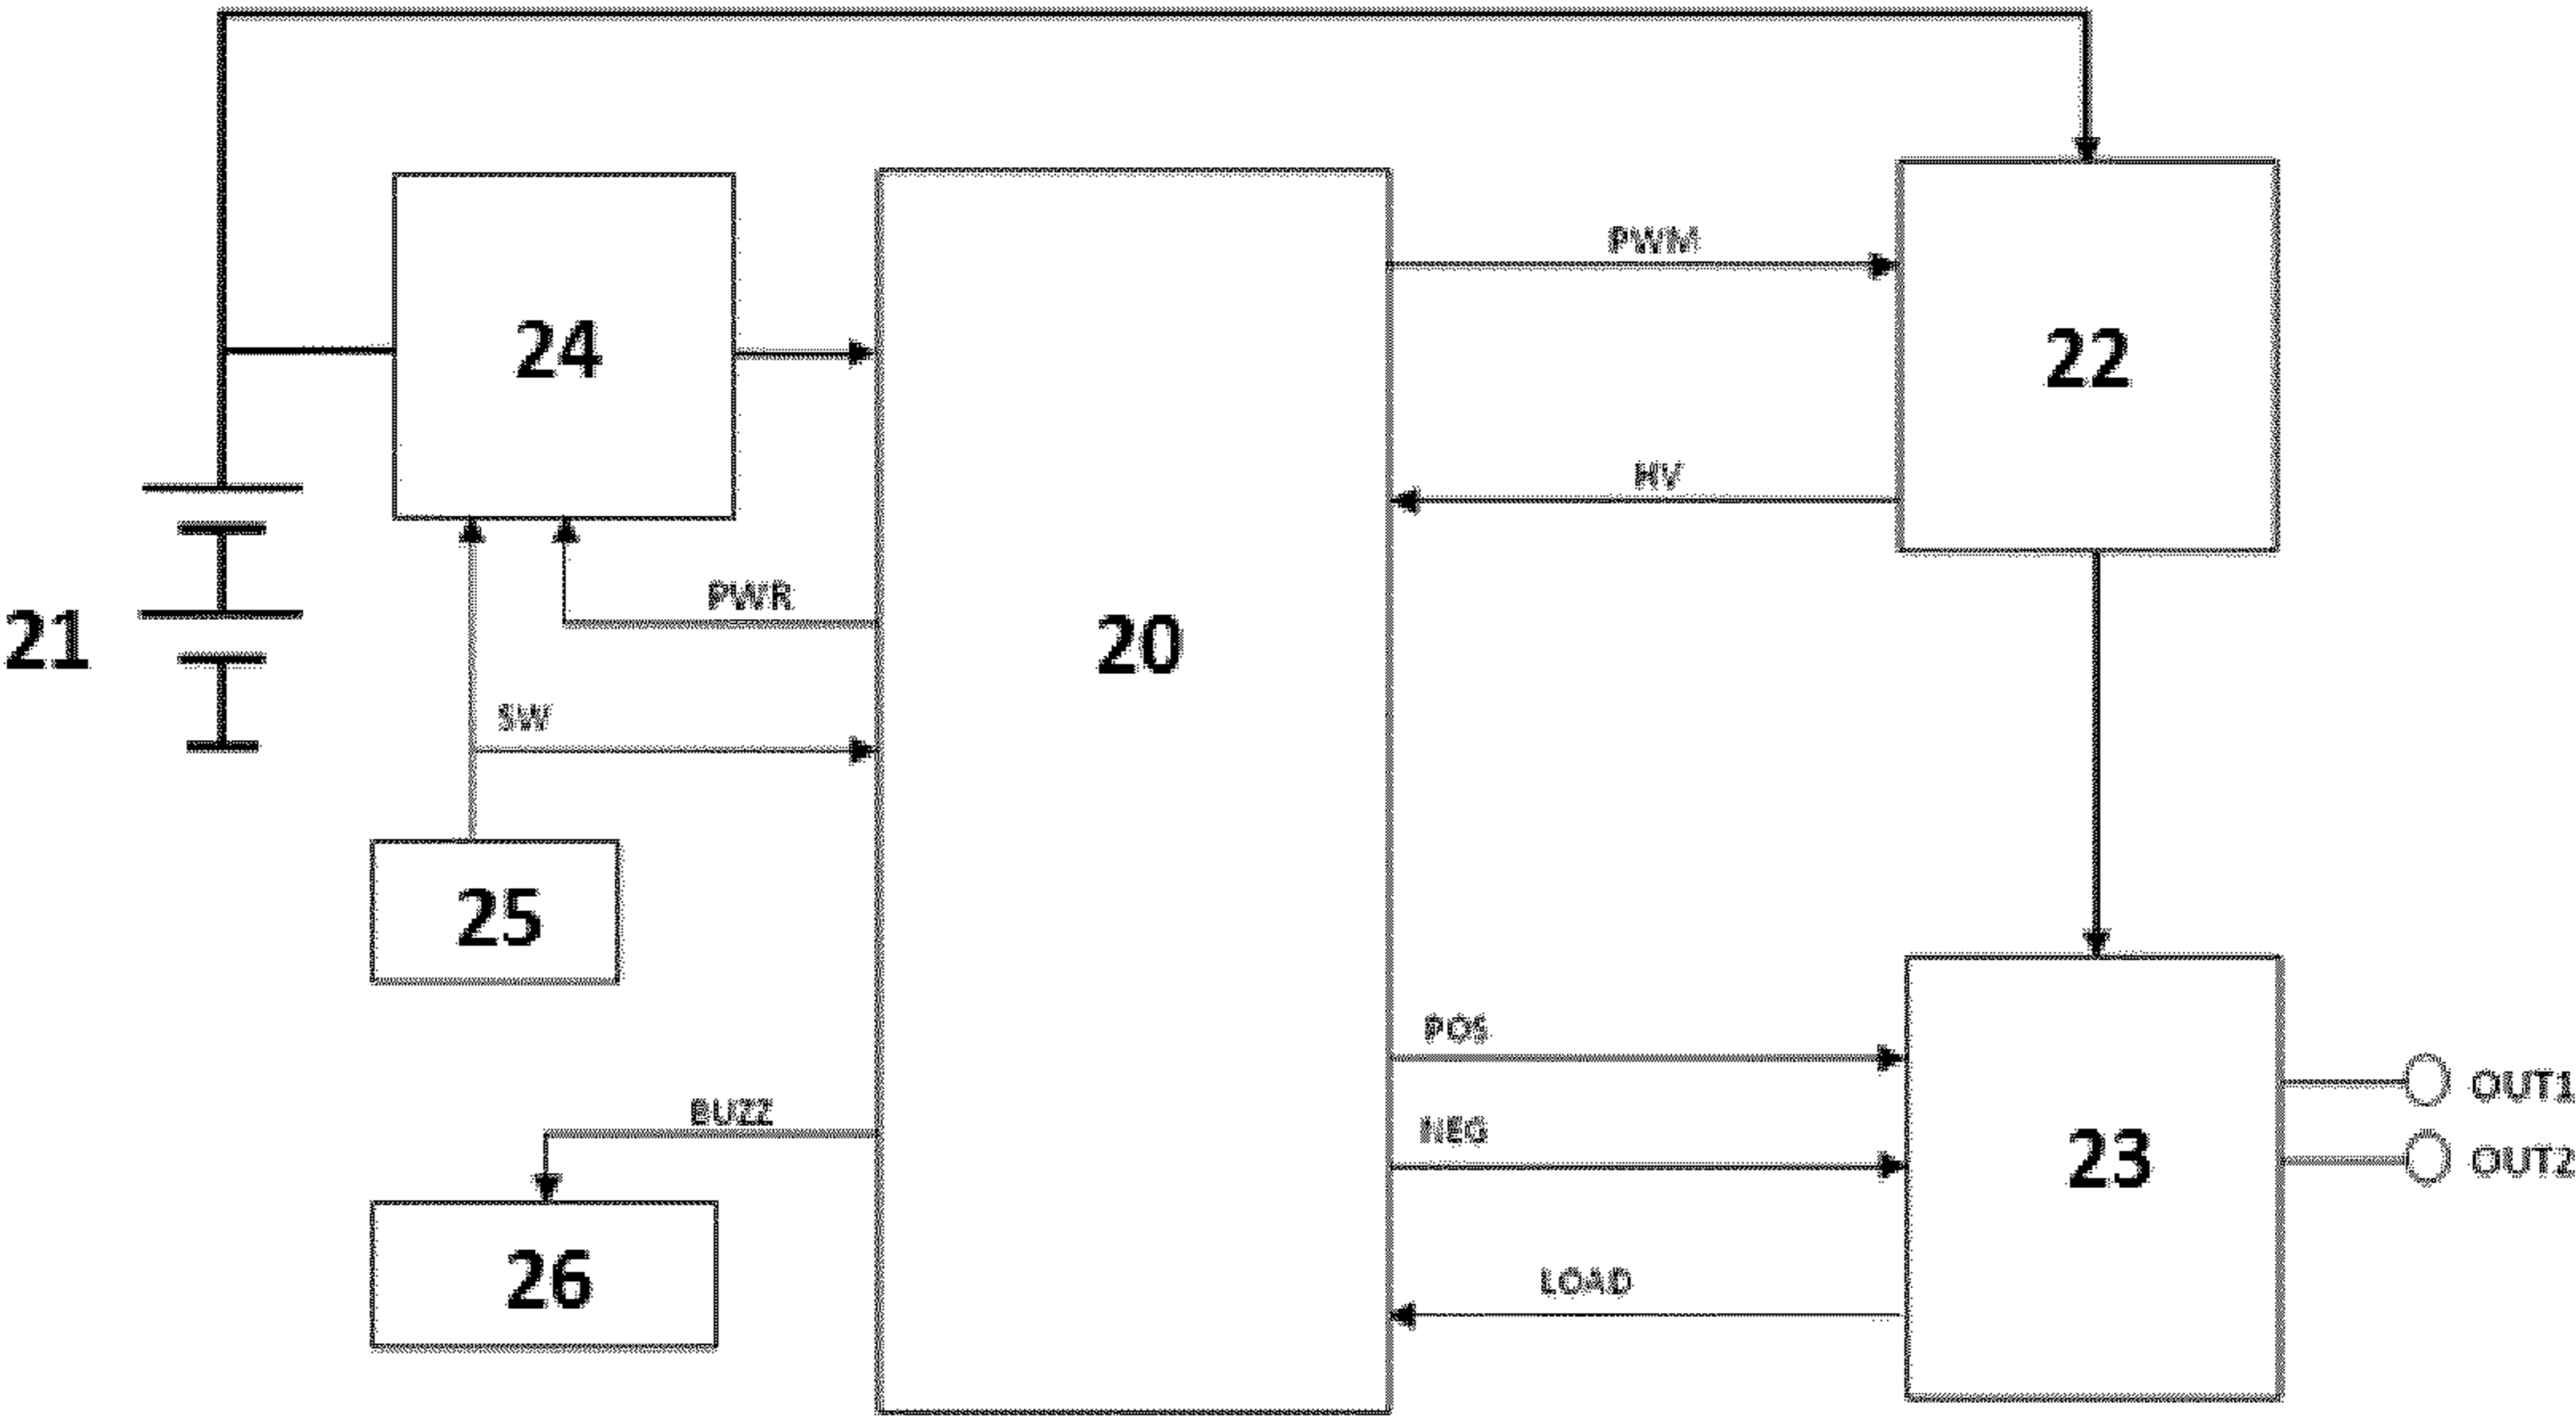 PWM
24
22
HV
PWR
21
20
SW
25
POS
OUT1
BUZZ
NEG
23
OUT2
26
LOAD